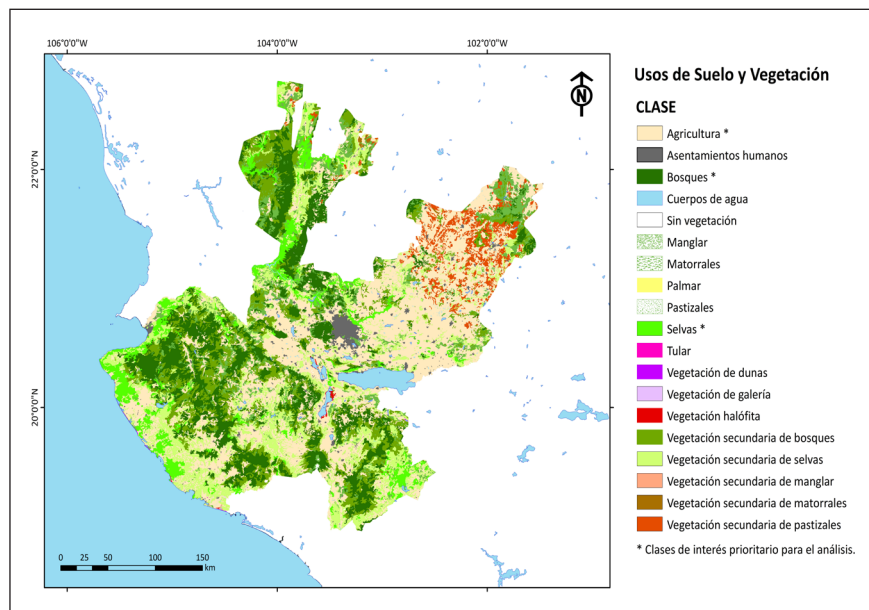 106°0'0"W
104°0'0"W
102°0'0"W
22°0'0"N
20°0'0"N
N
0 25 50 100 150
km
Usos de Suelo y Vegetación
CLASE
Agricultura *
Asentamientos humanos
Bosques *
Cuerpos de agua
Sin vegetación
Manglar
Matorrales
Palmar
Pastizales
Selvas *
Tular
Vegetación de dunas
Vegetación de galería
Vegetación halófita
Vegetación secundaria de bosques
Vegetación secundaria de selvas
Vegetación secundaria de manglar
Vegetación secundaria de matorrales
Vegetación secundaria de pastizales
* Clases de interés prioritario para el análisis.